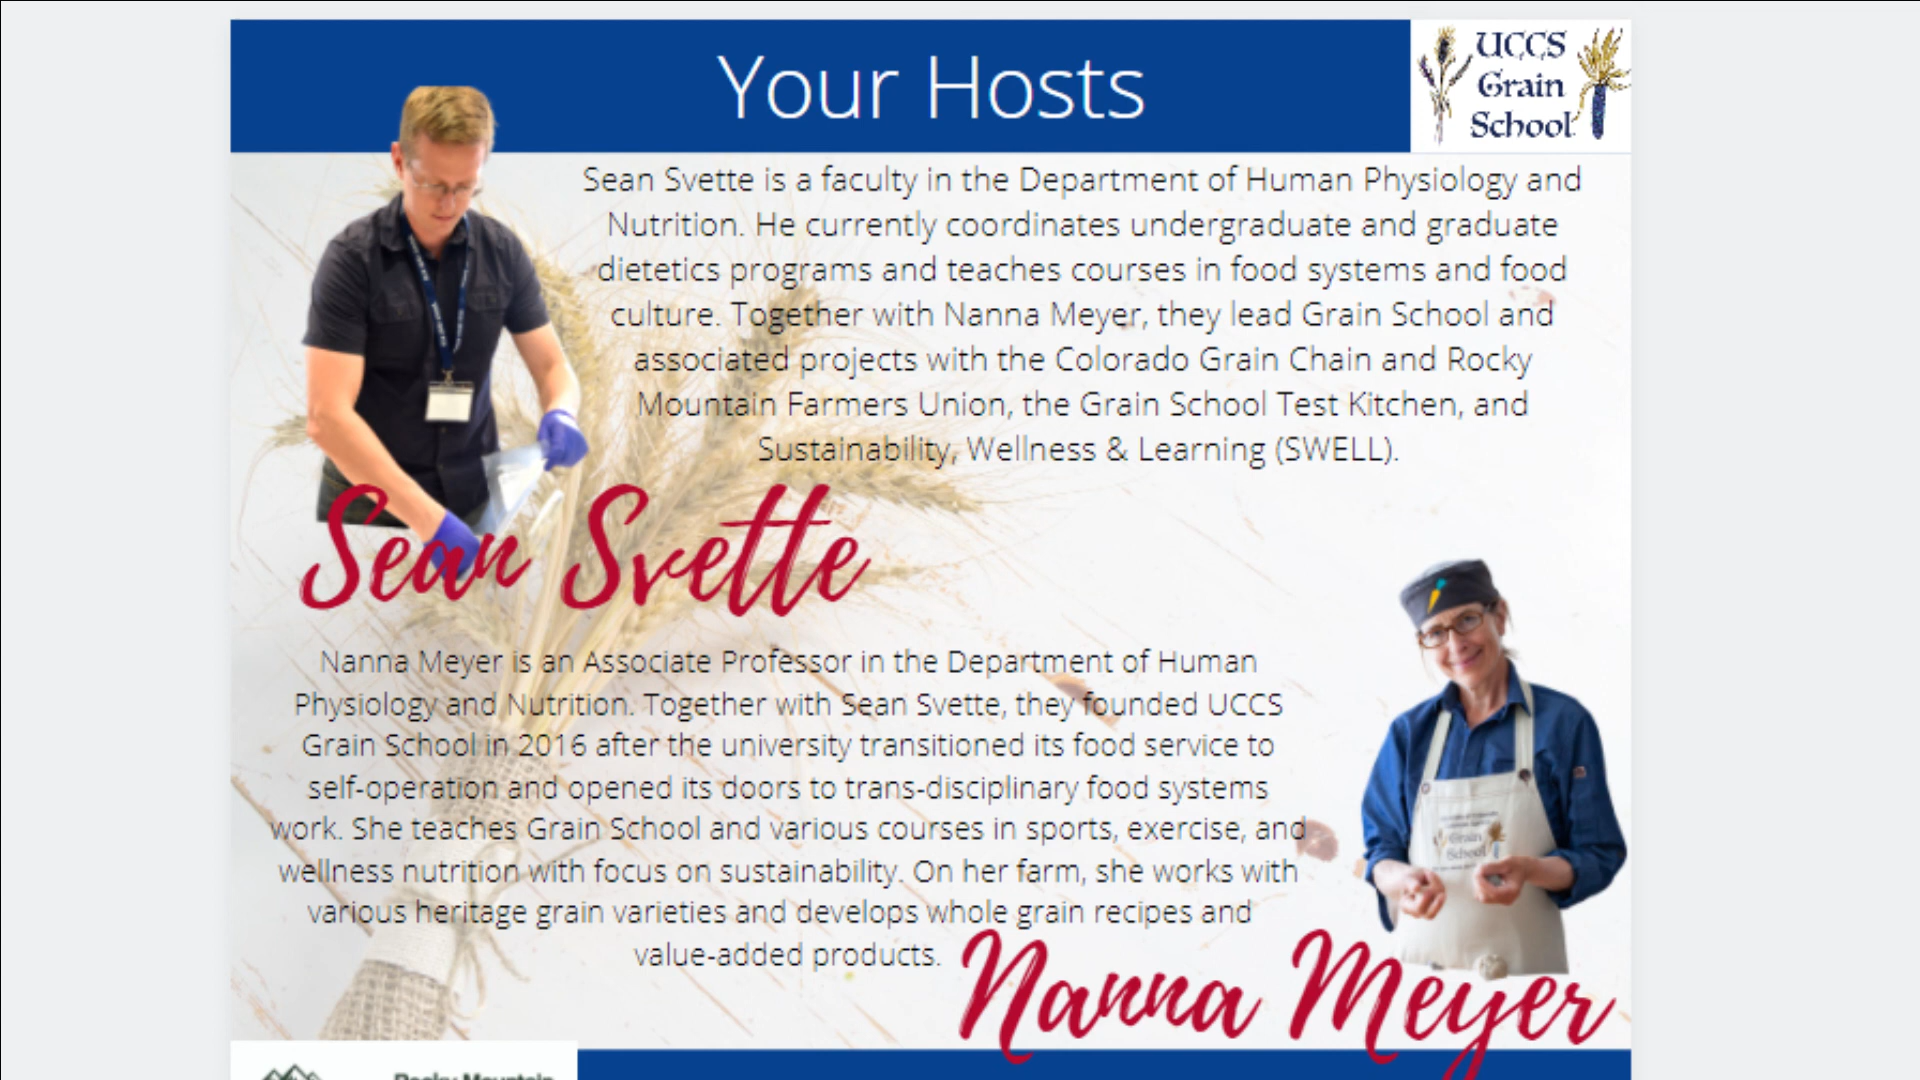 Your Hosts
UCCS
Grain
School
Sean Svette is a faculty in the Department of Human Physiology and
Nutrition. He currently coordinates undergraduate and graduate
dietetics programs and teaches courses in food systems and food
culture. Together with Nanna Meyer, they lead Grain School and
associated projects with the Colorado Grain Chain and Rocky
Mountain Farmers Union, the Grain School Test Kitchen, and
Sustainability, Wellness & Learning (SWELL).
Sean Svette
Nanna Meyer is an Associate Professor in the Department of Human
Physiology and Nutrition. Together with Sean Svette, they founded UCCS
Grain School in 2016 after the university transitioned its food service to
self-operation and opened its doors to trans-disciplinary food systems
work. She teaches Grain School and various courses in sports, exercise, and
wellness nutrition with focus on sustainability. On her farm, she works with
various heritage grain varieties and develops whole grain recipes and
value-added products.
Grain
School
Nanna Meyer
Rocky Mountain